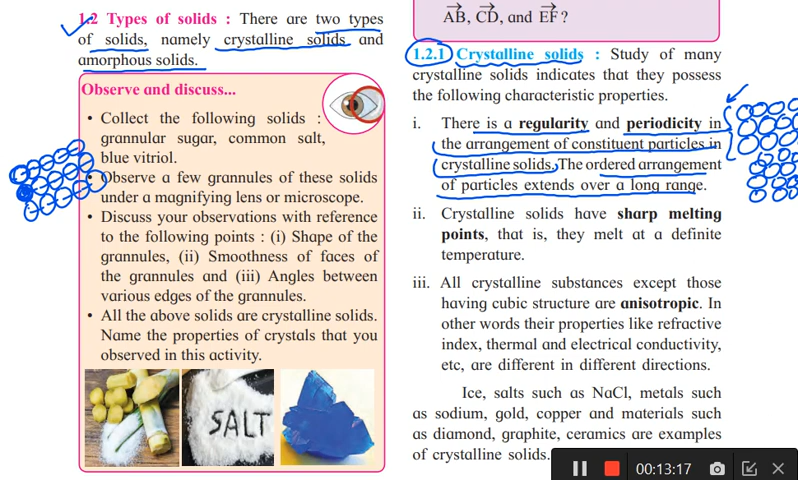 1.2 Types of solids : There are two types
of solids, namely crystalline solids and
amorphous solids.
Observe and discuss...
• Collect the following solids :
grannular sugar, common salt,
blue vitriol.
• Observe a few grannules of these solids
under a magnifying lens or microscope.
• Discuss your observations with reference
to the following points : (i) Shape of the
grannules, (ii) Smoothness of faces of
the grannules and (iii) Angles between
various edges of the grannules.
• All the above solids are crystalline solids.
Name the properties of crystals that you
observed in this activity.
SALT
AB, CD, and EF ?
1.2.1 Crystalline solids : Study of many
crystalline solids indicates that they possess
the following characteristic properties.
i. There is a regularity and periodicity in
the arrangement of constituent particles in
crystalline solids. The ordered arrangement
of particles extends over a long range.
ii. Crystalline solids have sharp melting
points, that is, they melt at a definite
temperature.
iii. All crystalline substances except those
having cubic structure are anisotropic. In
other words their properties like refractive
index, thermal and electrical conductivity,
etc, are different in different directions.
Ice, salts such as NaCl, metals such
as sodium, gold, copper and materials such
as diamond, graphite, ceramics are examples
of crystalline solids.
00:13:17